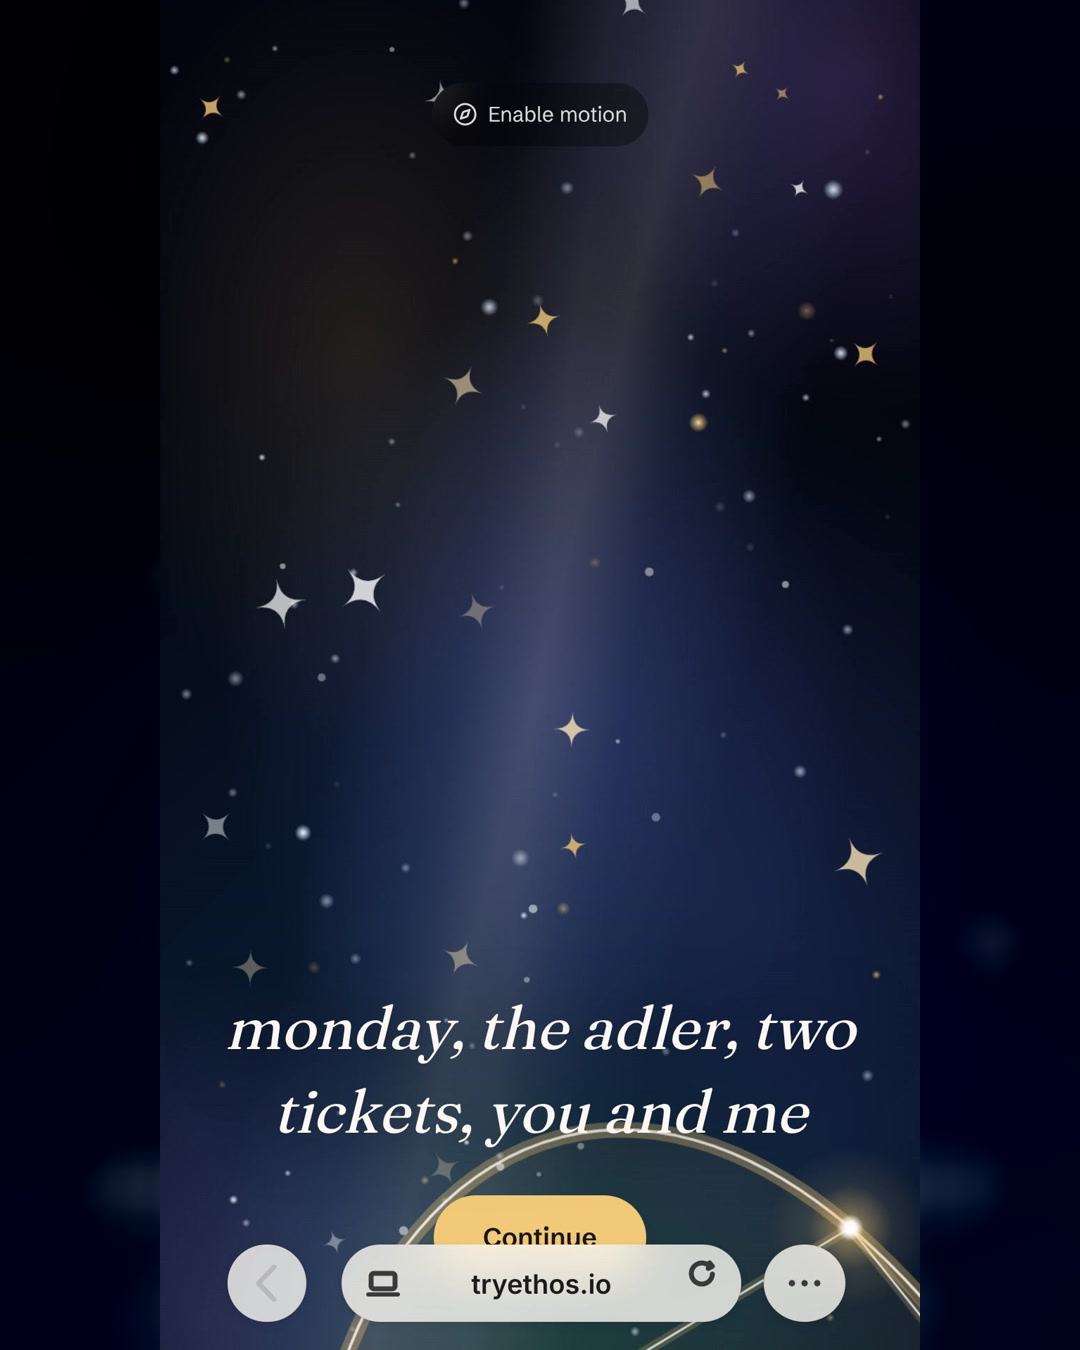 Enable motion
monday, the adler, two
tickets, you and me
Continue
tryethos.io